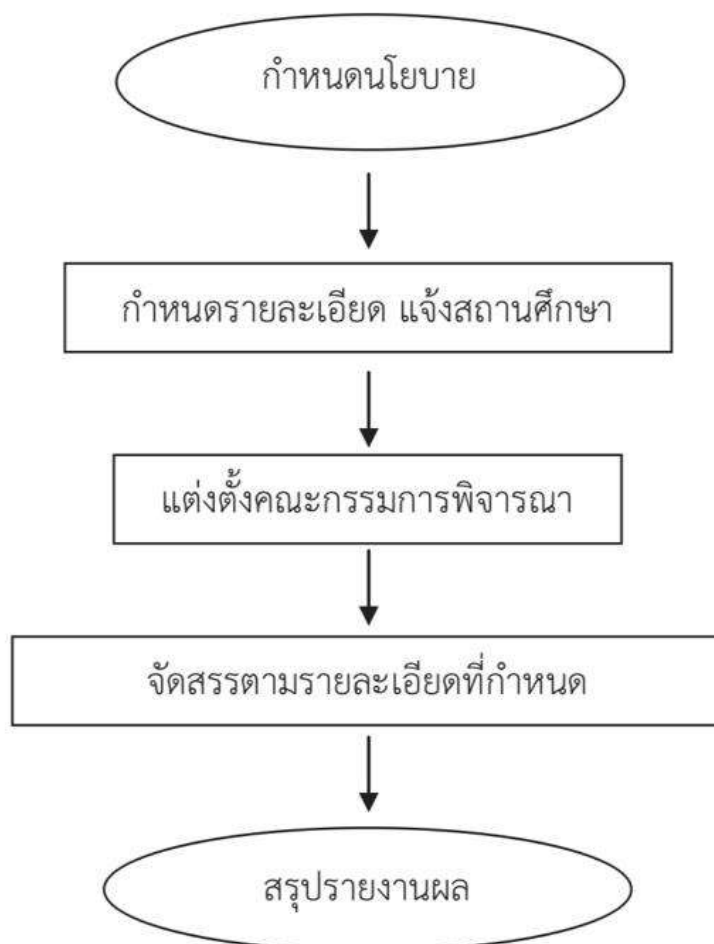 กำหนดนโยบาย
กำหนดรายละเอียด แจ้งสถานศึกษา
แต่งตั้งคณะกรรมการพิจารณา
จัดสรรตามรายละเอียดที่กำหนด
สรุปรายงานผล